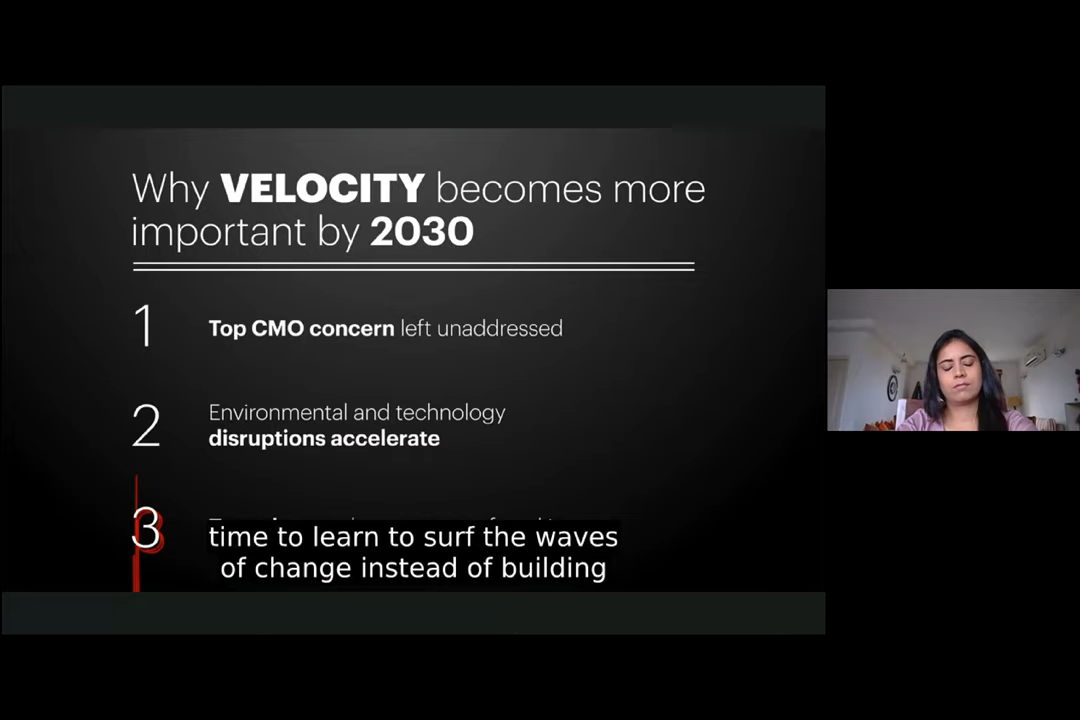 Why VELOCITY becomes more
important by 2030
1
Top CMO concern left unaddressed
2
Environmental and technology
disruptions accelerate
3
time to learn to surf the waves
of change instead of building